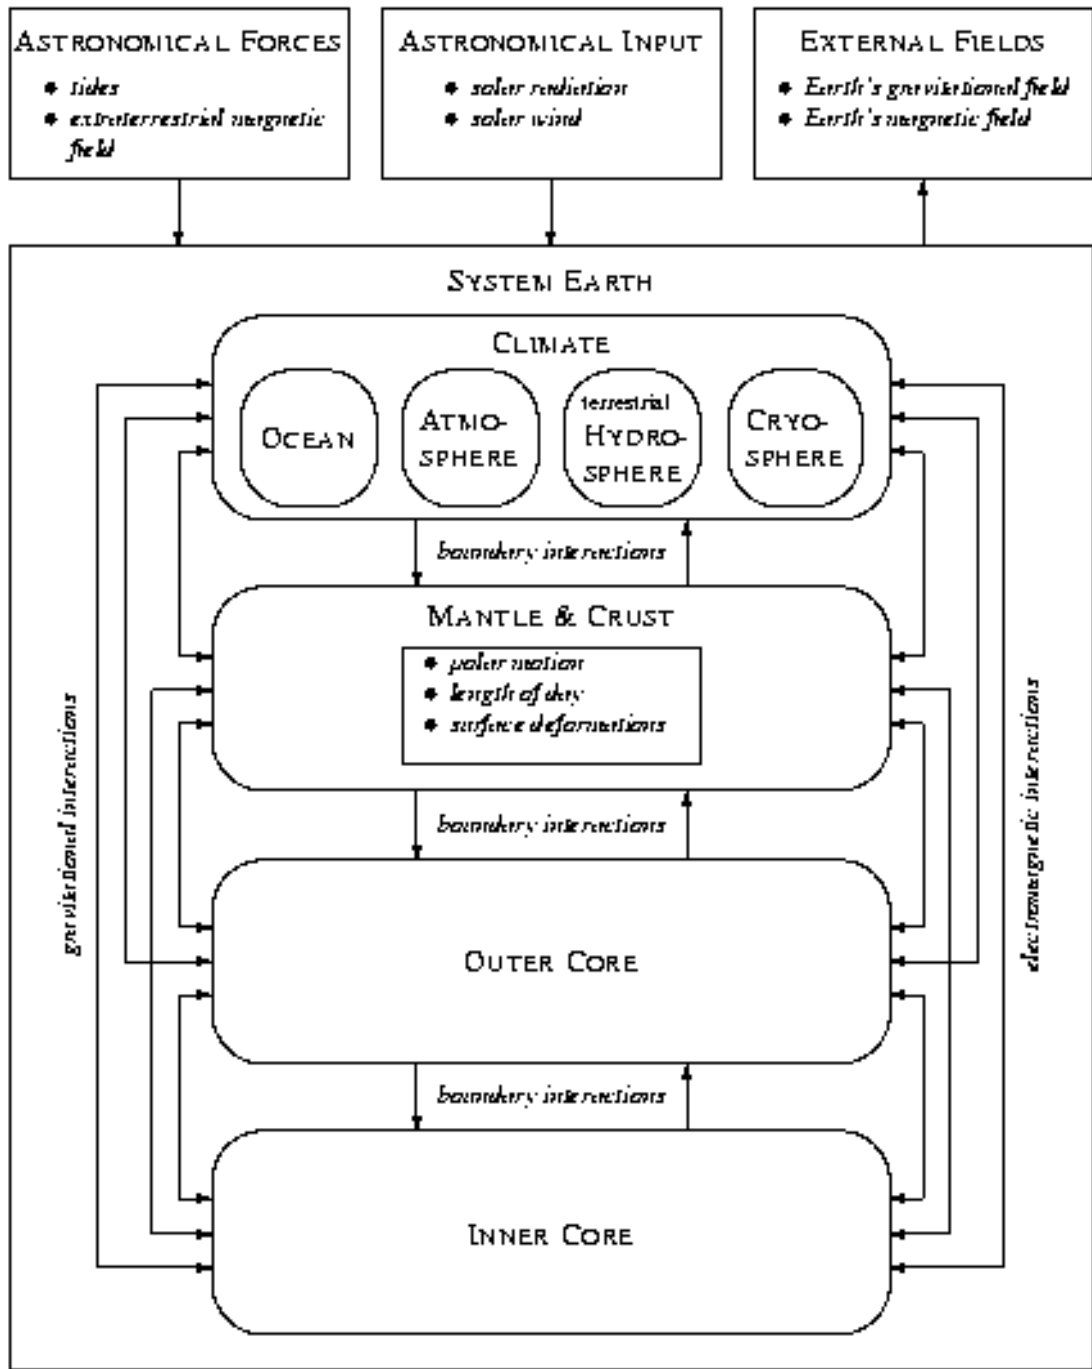 ASTRONOMICAL FORCES
• tides
• extraterrestrial magnetic
field
ASTRONOMICAL INPUT
• solar radiation
• solar wind
EXTERNAL FIELDS
• Earth's gravitational field
• Earth's magnetic field
SYSTEM EARTH
CLIMATE
OCEAN
ATMO-
SPHERE
terrestrial
HYDRO-
SPHERE
CRYO-
SPHERE
boundary interactions
MANTLE & CRUST
• polar motion
• length of day
• surface deformations
gravitational interactions
electromagnetic interactions
boundary interactions
OUTER CORE
boundary interactions
INNER CORE